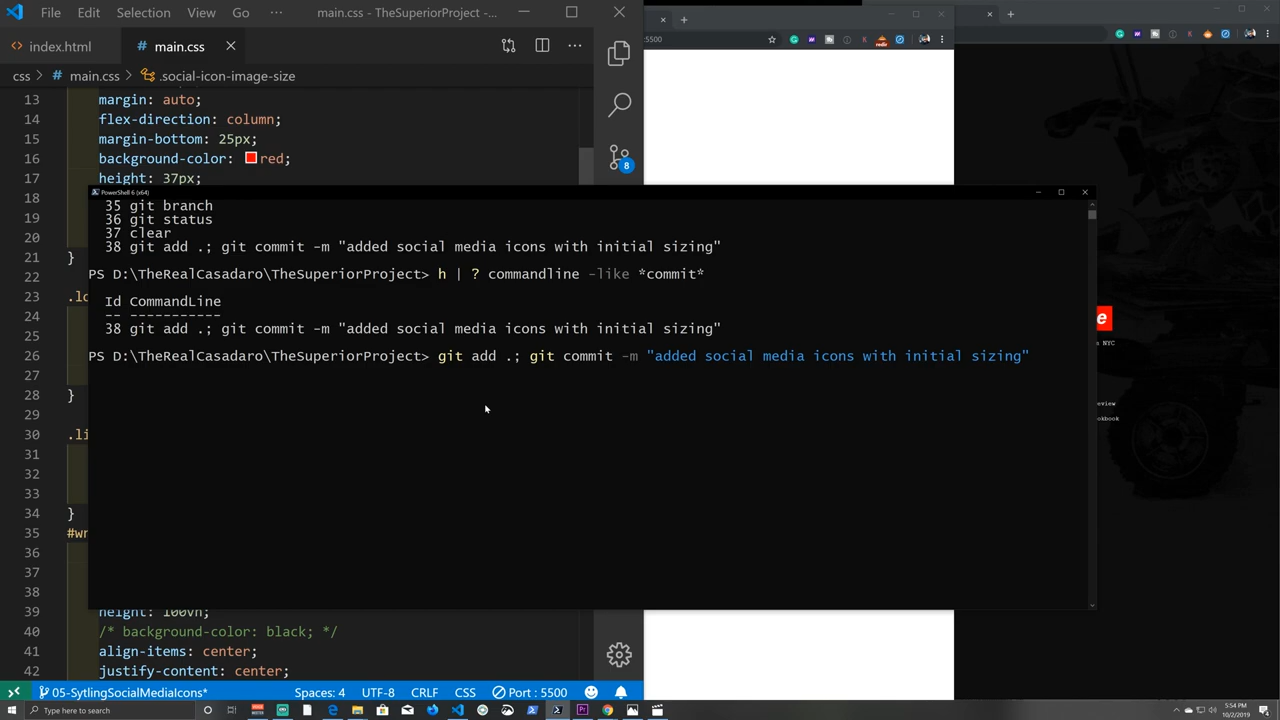 File Edit Selection View Go ··· main.css - TheSuperiorProject -...
index.html main.css
css > main.css > .social-icon-image-size
13 margin: auto;
14 flex-direction: column;
15 margin-bottom: 25px;
16 background-color: red;
17 height: 37px;
18
19
20
21 }
22
23
24
25
26
27
28 }
29
30
31
32
33
34 }
35
36
37
38
39 height: 100vh;
40 /* background-color: black; */
41 align-items: center;
42 justify-content: center;
8
PowerShell 6 (x64)
35 git branch
36 git status
37 clear
38 git add .; git commit -m "added social media icons with initial sizing"
PS D:\TheRealCasadaro\TheSuperiorProject> h | ? commandline -like *commit*
Id CommandLine
-- -----------
38 git add .; git commit -m "added social media icons with initial sizing"
PS D:\TheRealCasadaro\TheSuperiorProject> git add .; git commit -m "added social media icons with initial sizing"
:5500
e
NYC
05-SytlingSocialMediaIcons* Spaces: 4 UTF-8 CRLF CSS Port : 5500
Type here to search
5:54 PM
10/2/2019